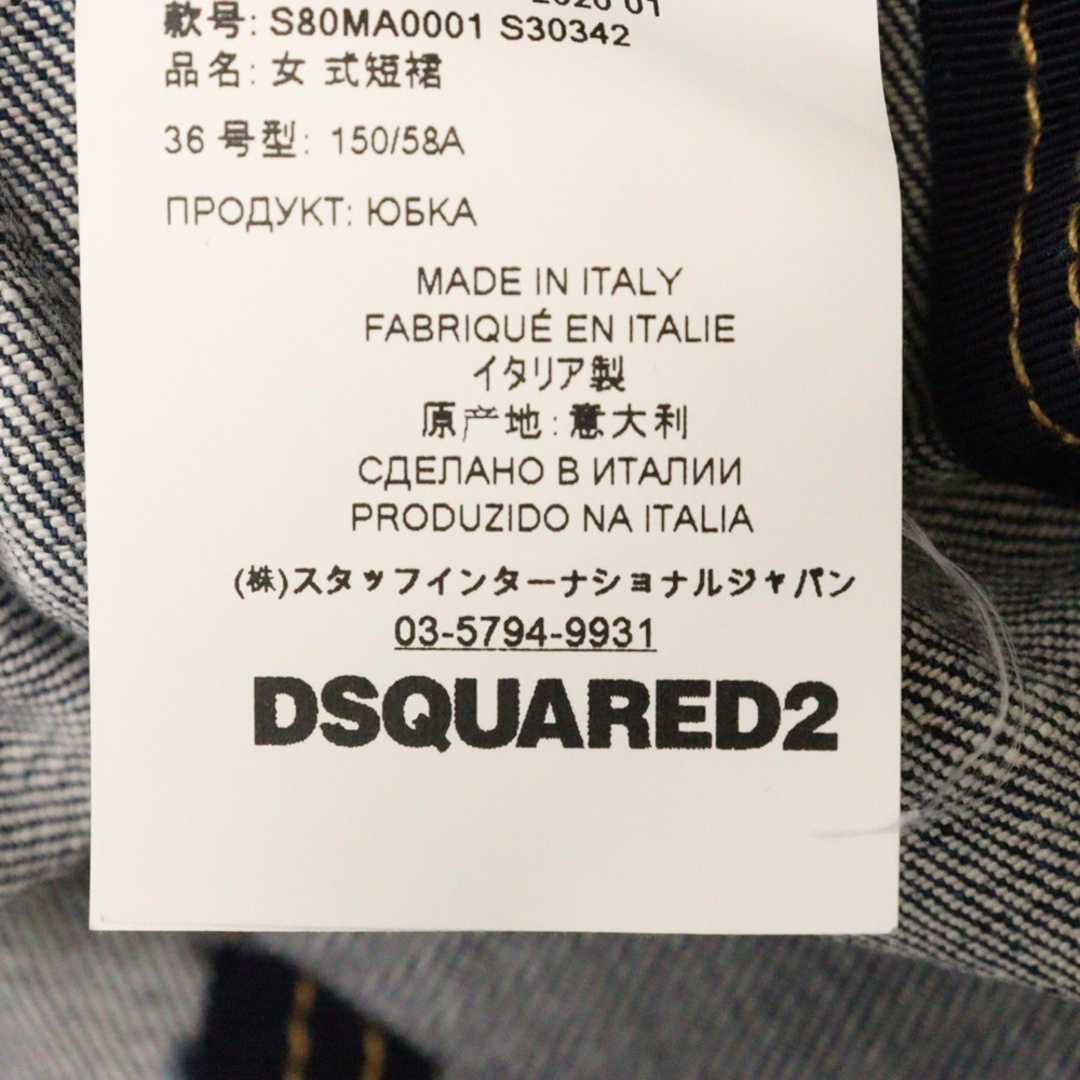 2020 01
款号: S80MA0001 S30342
品名: 女 式短裙
36 号型: 150/58A
ПРОДУКТ: ЮБКА
MADE IN ITALY
FABRIQUÉ EN ITALIE
イタリア製
原产地: 意大利
СДЕЛАНО В ИТАЛИИ
PRODUZIDO NA ITALIA
(株)スタッフインターナショナルジャパン
03-5794-9931
DSQUARED2